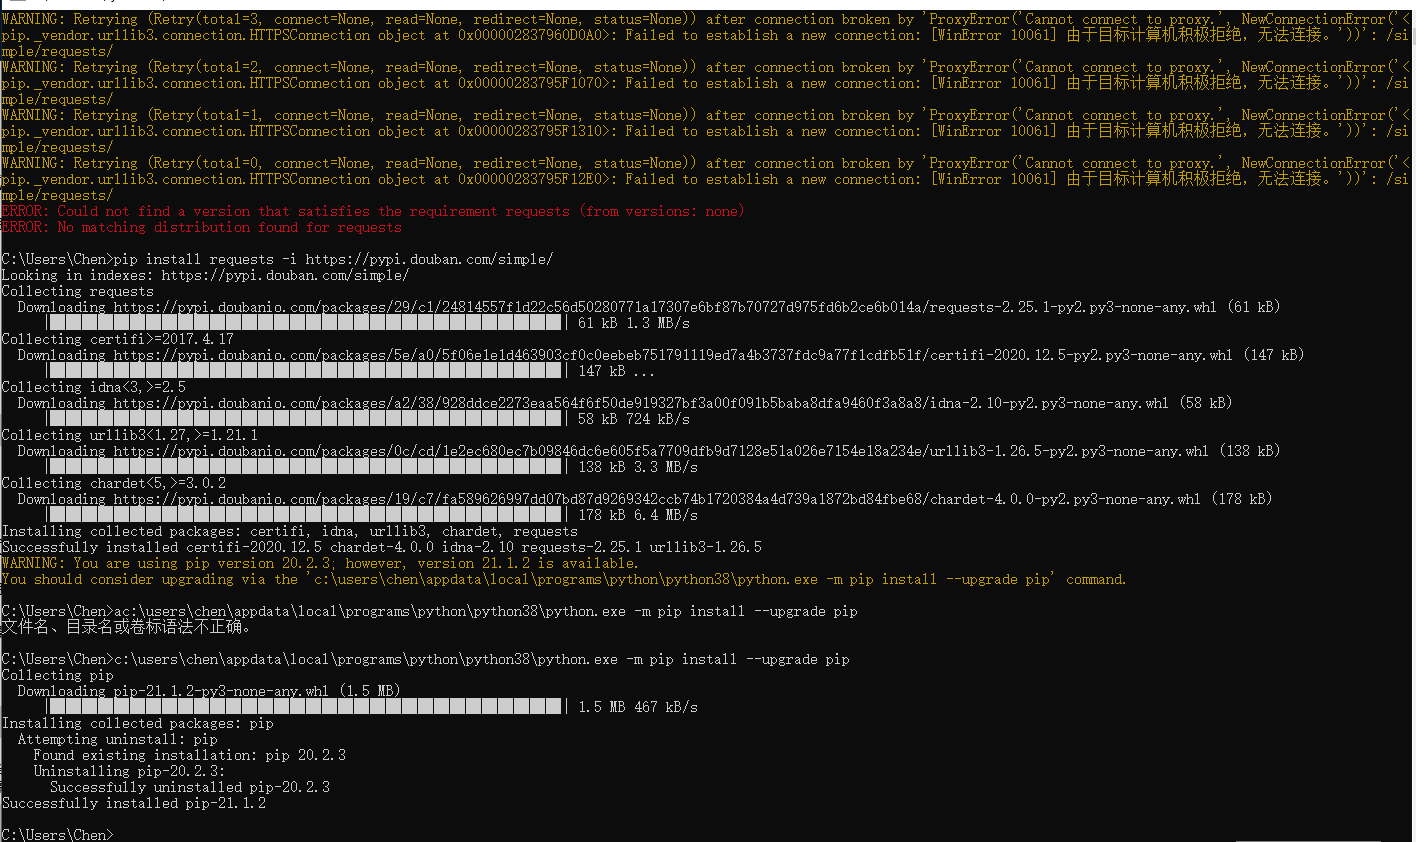 WARNING: Retrying (Retry(total=3, connect=None, read=None, redirect=None, status=None)) after connection broken by 'ProxyError('Cannot connect to proxy.', NewConnectionError('<
pip._vendor.urllib3.connection.HTTPSConnection object at 0x000002837960D0A0>: Failed to establish a new connection: [WinError 10061] 由于目标计算机积极拒绝，无法连接。'))': /si
mple/requests/
WARNING: Retrying (Retry(total=2, connect=None, read=None, redirect=None, status=None)) after connection broken by 'ProxyError('Cannot connect to proxy.', NewConnectionError('<
pip._vendor.urllib3.connection.HTTPSConnection object at 0x00000283795F1070>: Failed to establish a new connection: [WinError 10061] 由于目标计算机积极拒绝，无法连接。'))': /si
mple/requests/
WARNING: Retrying (Retry(total=1, connect=None, read=None, redirect=None, status=None)) after connection broken by 'ProxyError('Cannot connect to proxy.', NewConnectionError('<
pip._vendor.urllib3.connection.HTTPSConnection object at 0x00000283795F1310>: Failed to establish a new connection: [WinError 10061] 由于目标计算机积极拒绝，无法连接。'))': /si
mple/requests/
WARNING: Retrying (Retry(total=0, connect=None, read=None, redirect=None, status=None)) after connection broken by 'ProxyError('Cannot connect to proxy.', NewConnectionError('<
pip._vendor.urllib3.connection.HTTPSConnection object at 0x00000283795F12E0>: Failed to establish a new connection: [WinError 10061] 由于目标计算机积极拒绝，无法连接。'))': /si
mple/requests/
ERROR: Could not find a version that satisfies the requirement requests (from versions: none)
ERROR: No matching distribution found for requests
C:\Users\Chen>pip install requests -i https://pypi.douban.com/simple/
Looking in indexes: https://pypi.douban.com/simple/
Collecting requests
Downloading https://pypi.doubanio.com/packages/29/c1/24814557f1d22c56d50280771a17307e6bf87b70727d975fd6b2ce6b014a/requests-2.25.1-py2.py3-none-any.whl (61 kB)
| 61 kB 1.3 MB/s
Collecting certifi>=2017.4.17
Downloading https://pypi.doubanio.com/packages/5e/a0/5f06e1e1d463903cf0c0eebeb751791119ed7a4b3737fdc9a77f1cdfb51f/certifi-2020.12.5-py2.py3-none-any.whl (147 kB)
| 147 kB ...
Collecting idna<3,>=2.5
Downloading https://pypi.doubanio.com/packages/a2/38/928ddce2273eaa564f6f50de919327bf3a00f091b5baba8dfa9460f3a8a8/idna-2.10-py2.py3-none-any.whl (58 kB)
| 58 kB 724 kB/s
Collecting urllib3<1.27,>=1.21.1
Downloading https://pypi.doubanio.com/packages/0c/cd/1e2ec680ec7b09846dc6e605f5a7709dfb9d7128e51a026e7154e18a234e/urllib3-1.26.5-py2.py3-none-any.whl (138 kB)
| 138 kB 3.3 MB/s
Collecting chardet<5,>=3.0.2
Downloading https://pypi.doubanio.com/packages/19/c7/fa589626997dd07bd87d9269342ccb74b1720384a4d739a1872bd84fbe68/chardet-4.0.0-py2.py3-none-any.whl (178 kB)
| 178 kB 6.4 MB/s
Installing collected packages: certifi, idna, urllib3, chardet, requests
Successfully installed certifi-2020.12.5 chardet-4.0.0 idna-2.10 requests-2.25.1 urllib3-1.26.5
WARNING: You are using pip version 20.2.3; however, version 21.1.2 is available.
You should consider upgrading via the 'c:\users\chen\appdata\local\programs\python\python38\python.exe -m pip install --upgrade pip' command.
C:\Users\Chen>ac:\users\chen\appdata\local\programs\python\python38\python.exe -m pip install --upgrade pip
文件名、目录名或卷标语法不正确。
C:\Users\Chen>c:\users\chen\appdata\local\programs\python\python38\python.exe -m pip install --upgrade pip
Collecting pip
Downloading pip-21.1.2-py3-none-any.whl (1.5 MB)
| 1.5 MB 467 kB/s
Installing collected packages: pip
Attempting uninstall: pip
Found existing installation: pip 20.2.3
Uninstalling pip-20.2.3:
Successfully uninstalled pip-20.2.3
Successfully installed pip-21.1.2
C:\Users\Chen>